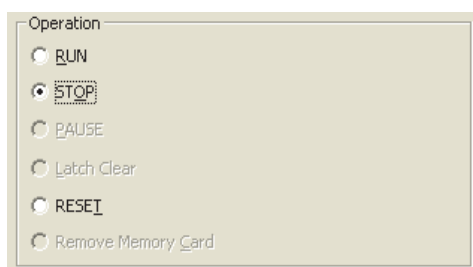 Operation
RUN
STOP
PAUSE
Latch Clear
RESET
Remove Memory Card